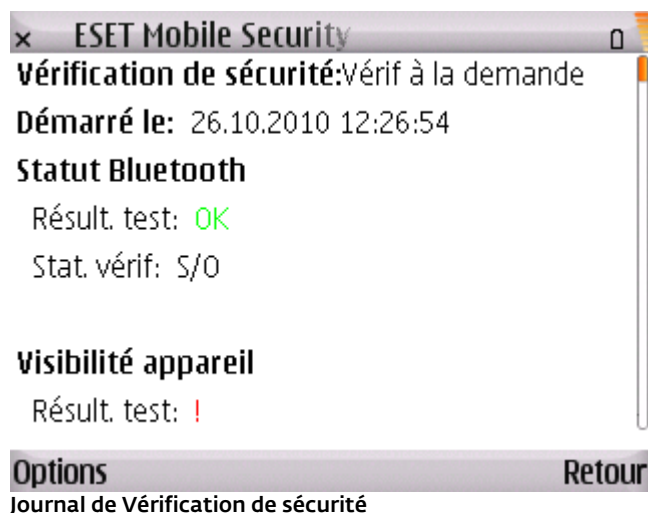 × ESET Mobile Security
Vérification de sécurité:Vérif à la demande
Démarré le: 26.10.2010 12:26:54
Statut Bluetooth
Résult. test: OK
Stat. vérif: S/O
Visibilité appareil
Résult. test: !
Options Retour
Journal de Vérification de sécurité